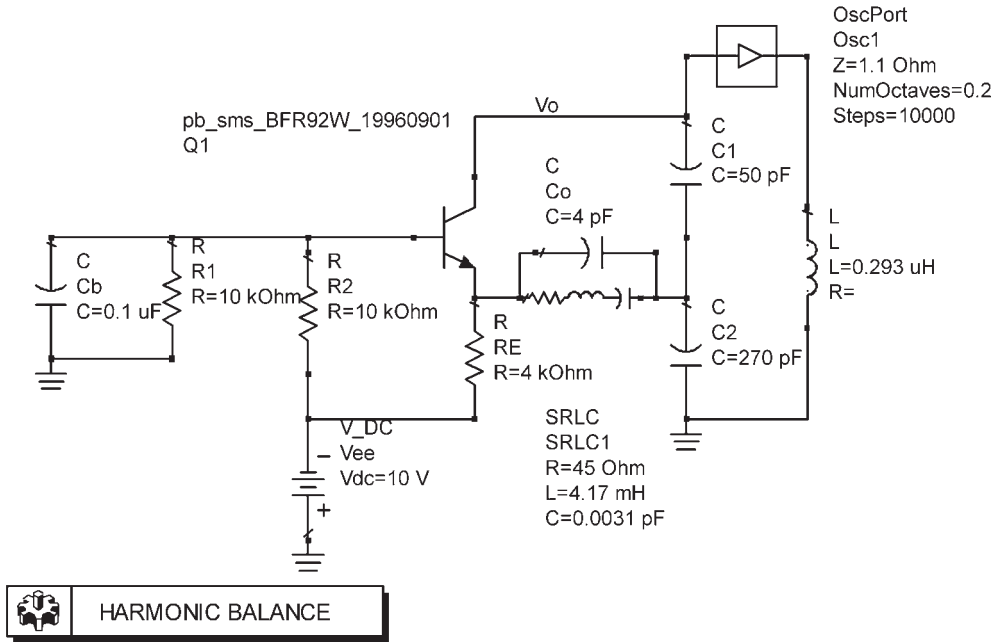 OscPort
Osc1
Z=1.1 Ohm
NumOctaves=0.2
Steps=10000
pb_sms_BFR92W_19960901
Q1
Vo
C
C1
C=50 pF
C
Co
C=4 pF
L
L
L=0.293 uH
R=
C
Cb
C=0.1 uF
R
R1
R=10 kOhm
R
R2
R=10 kOhm
R
RE
R=4 kOhm
C
C2
C=270 pF
V_DC
Vee
Vdc=10 V
–
+
SRLC
SRLC1
R=45 Ohm
L=4.17 mH
C=0.0031 pF
HARMONIC BALANCE